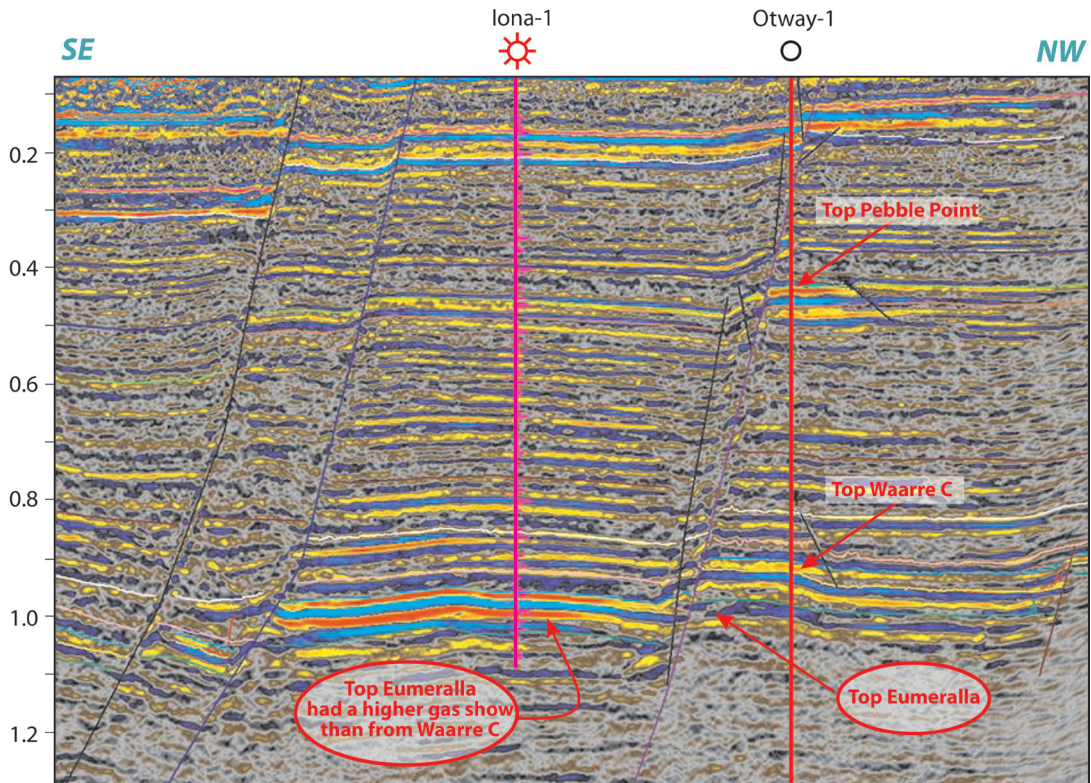 Iona-1
Otway-1
SE
NW
0.2
0.4
0.6
0.8
1.0
1.2
Top Pebble Point
Top Waarre C
Top Eumeralla
had a higher gas show
than from Waarre C
Top Eumeralla